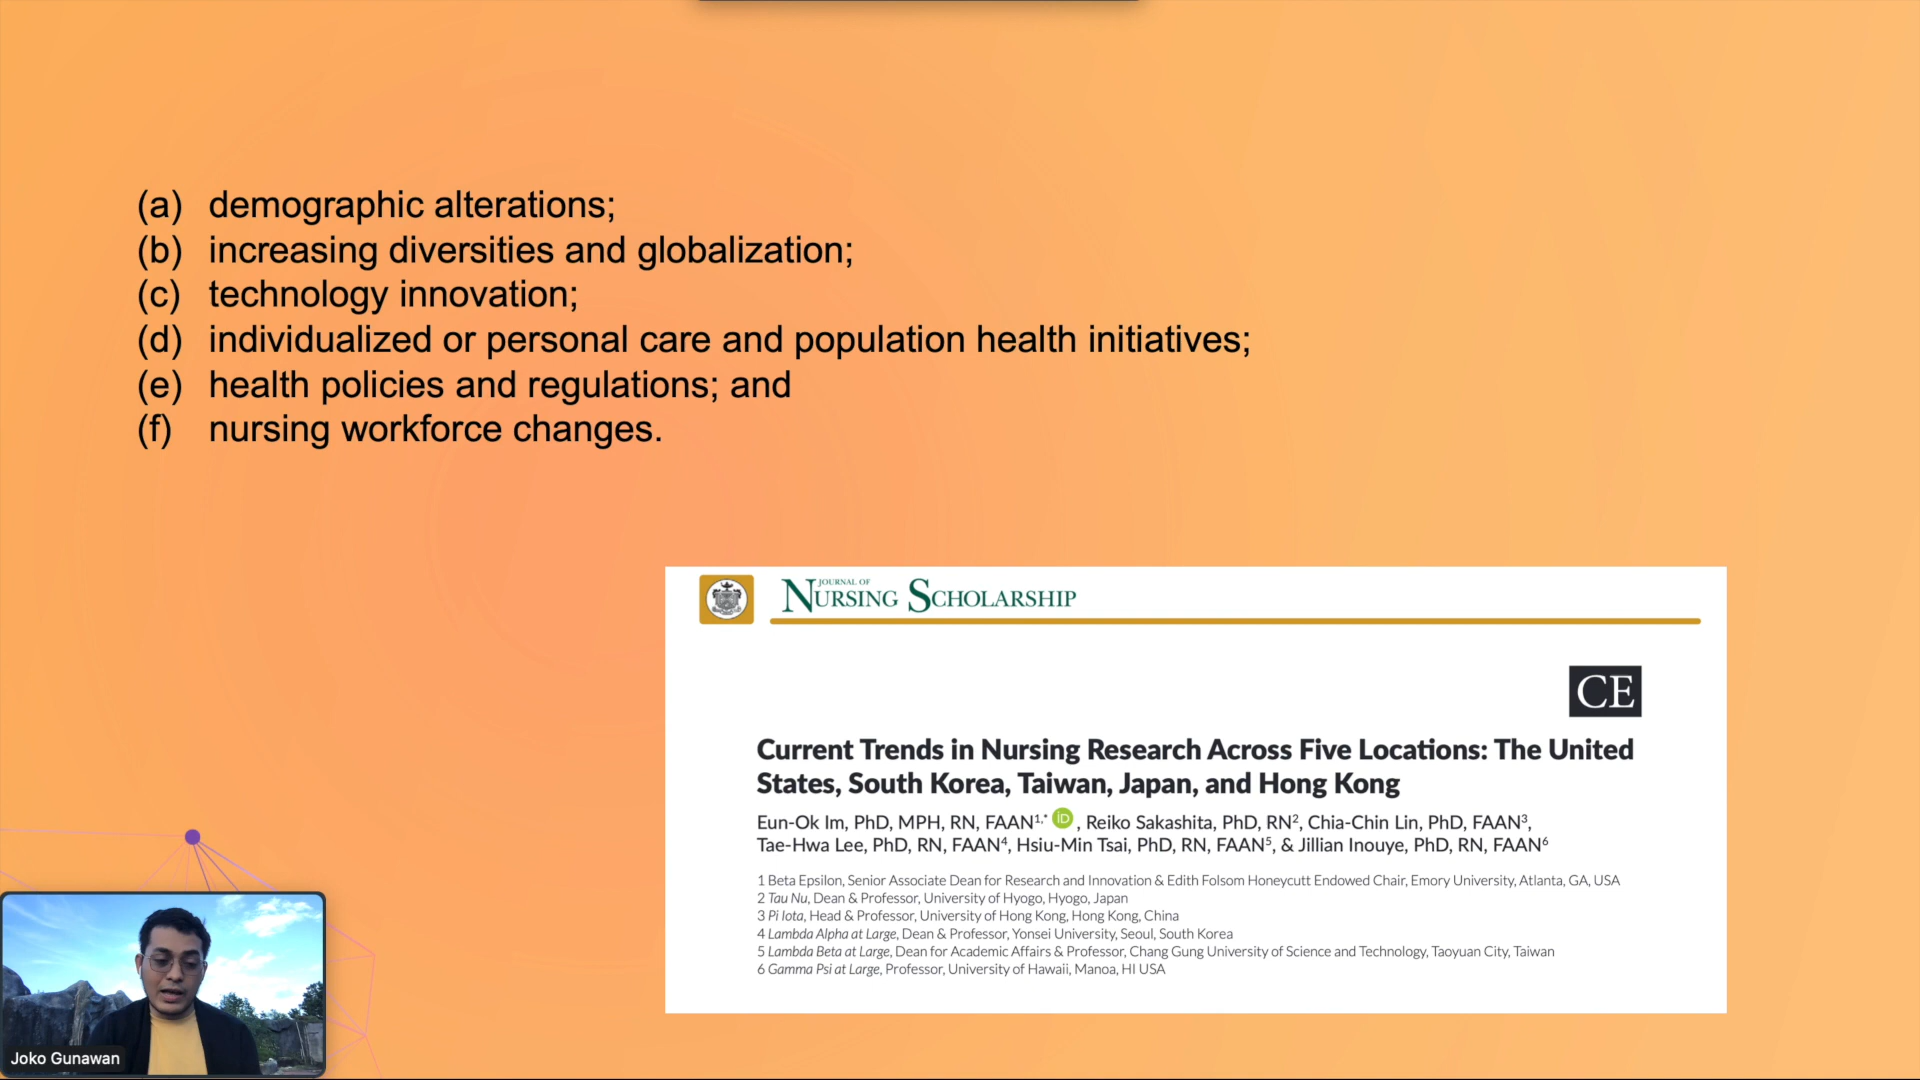 (a) demographic alterations;
(b) increasing diversities and globalization;
(c) technology innovation;
(d) individualized or personal care and population health initiatives;
(e) health policies and regulations; and
(f) nursing workforce changes.
JOURNAL OF
NURSING SCHOLARSHIP
CE
Current Trends in Nursing Research Across Five Locations: The United
States, South Korea, Taiwan, Japan, and Hong Kong
Eun-Ok Im, PhD, MPH, RN, FAAN1,* iD , Reiko Sakashita, PhD, RN2, Chia-Chin Lin, PhD, FAAN3,
Tae-Hwa Lee, PhD, RN, FAAN4, Hsiu-Min Tsai, PhD, RN, FAAN5, & Jillian Inouye, PhD, RN, FAAN6
1 Beta Epsilon, Senior Associate Dean for Research and Innovation & Edith Folsom Honeycutt Endowed Chair, Emory University, Atlanta, GA, USA
2 Tau Nu, Dean & Professor, University of Hyogo, Hyogo, Japan
3 Pi Iota, Head & Professor, University of Hong Kong, Hong Kong, China
4 Lambda Alpha at Large, Dean & Professor, Yonsei University, Seoul, South Korea
5 Lambda Beta at Large, Dean for Academic Affairs & Professor, Chang Gung University of Science and Technology, Taoyuan City, Taiwan
6 Gamma Psi at Large, Professor, University of Hawaii, Manoa, HI USA
Joko Gunawan